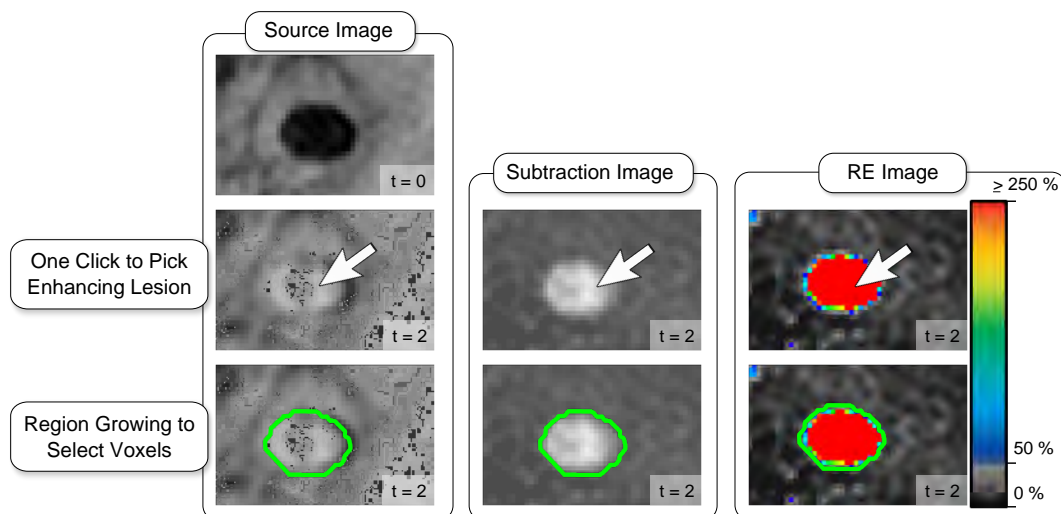 Source Image
t = 0
Subtraction Image
RE Image
≥ 250 %
One Click to Pick
Enhancing Lesion
t = 2
t = 2
t = 2
Region Growing to
Select Voxels
t = 2
t = 2
t = 2
50 %
0 %